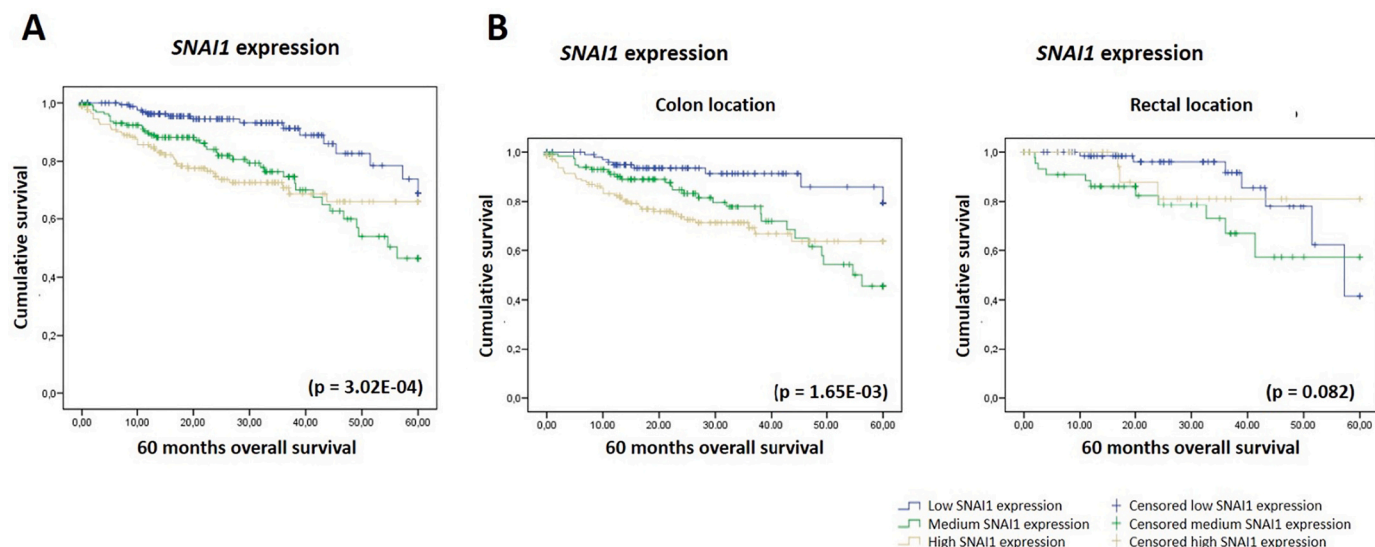 A
SNAI1 expression
1,0
0,8
0,6
0,4
0,2
0,0
Cumulative survival
(p = 3.02E-04)
0,00 10,00 20,00 30,00 40,00 50,00 60,00
60 months overall survival
B
SNAI1 expression
Colon location
1,0
0,8
0,6
0,4
0,2
0,0
Cumulative survival
(p = 1.65E-03)
0,00 10,00 20,00 30,00 40,00 50,00 60,00
60 months overall survival
SNAI1 expression
Rectal location
1,0
0,8
0,6
0,4
0,2
0,0
Cumulative survival
(p = 0.082)
0,00 10,00 20,00 30,00 40,00 50,00 60,00
60 months overall survival
Low SNAI1 expression
Medium SNAI1 expression
High SNAI1 expression
Censored low SNAI1 expression
Censored medium SNAI1 expression
Censored high SNAI1 expression